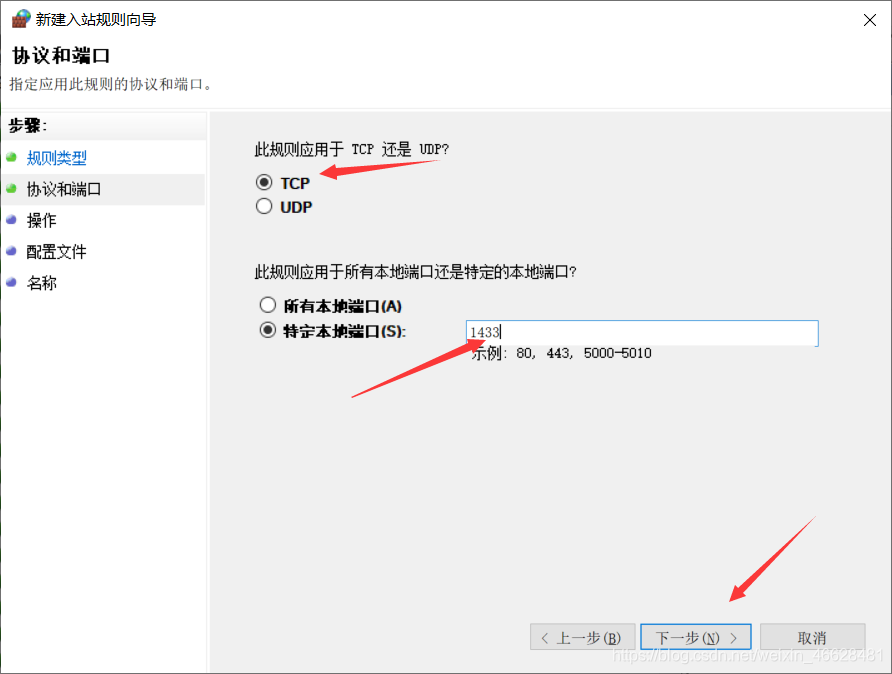 新建入站规则向导
协议和端口
指定应用此规则的协议和端口。
步骤:
规则类型
协议和端口
操作
配置文件
名称
此规则应用于 TCP 还是 UDP?
TCP
UDP
此规则应用于所有本地端口还是特定的本地端口?
所有本地端口(A)
特定本地端口(S):
1433
示例: 80, 443, 5000-5010
< 上一步(B)
下一步(N) >
取消
https://blog.csdn.net/weixin_46628481